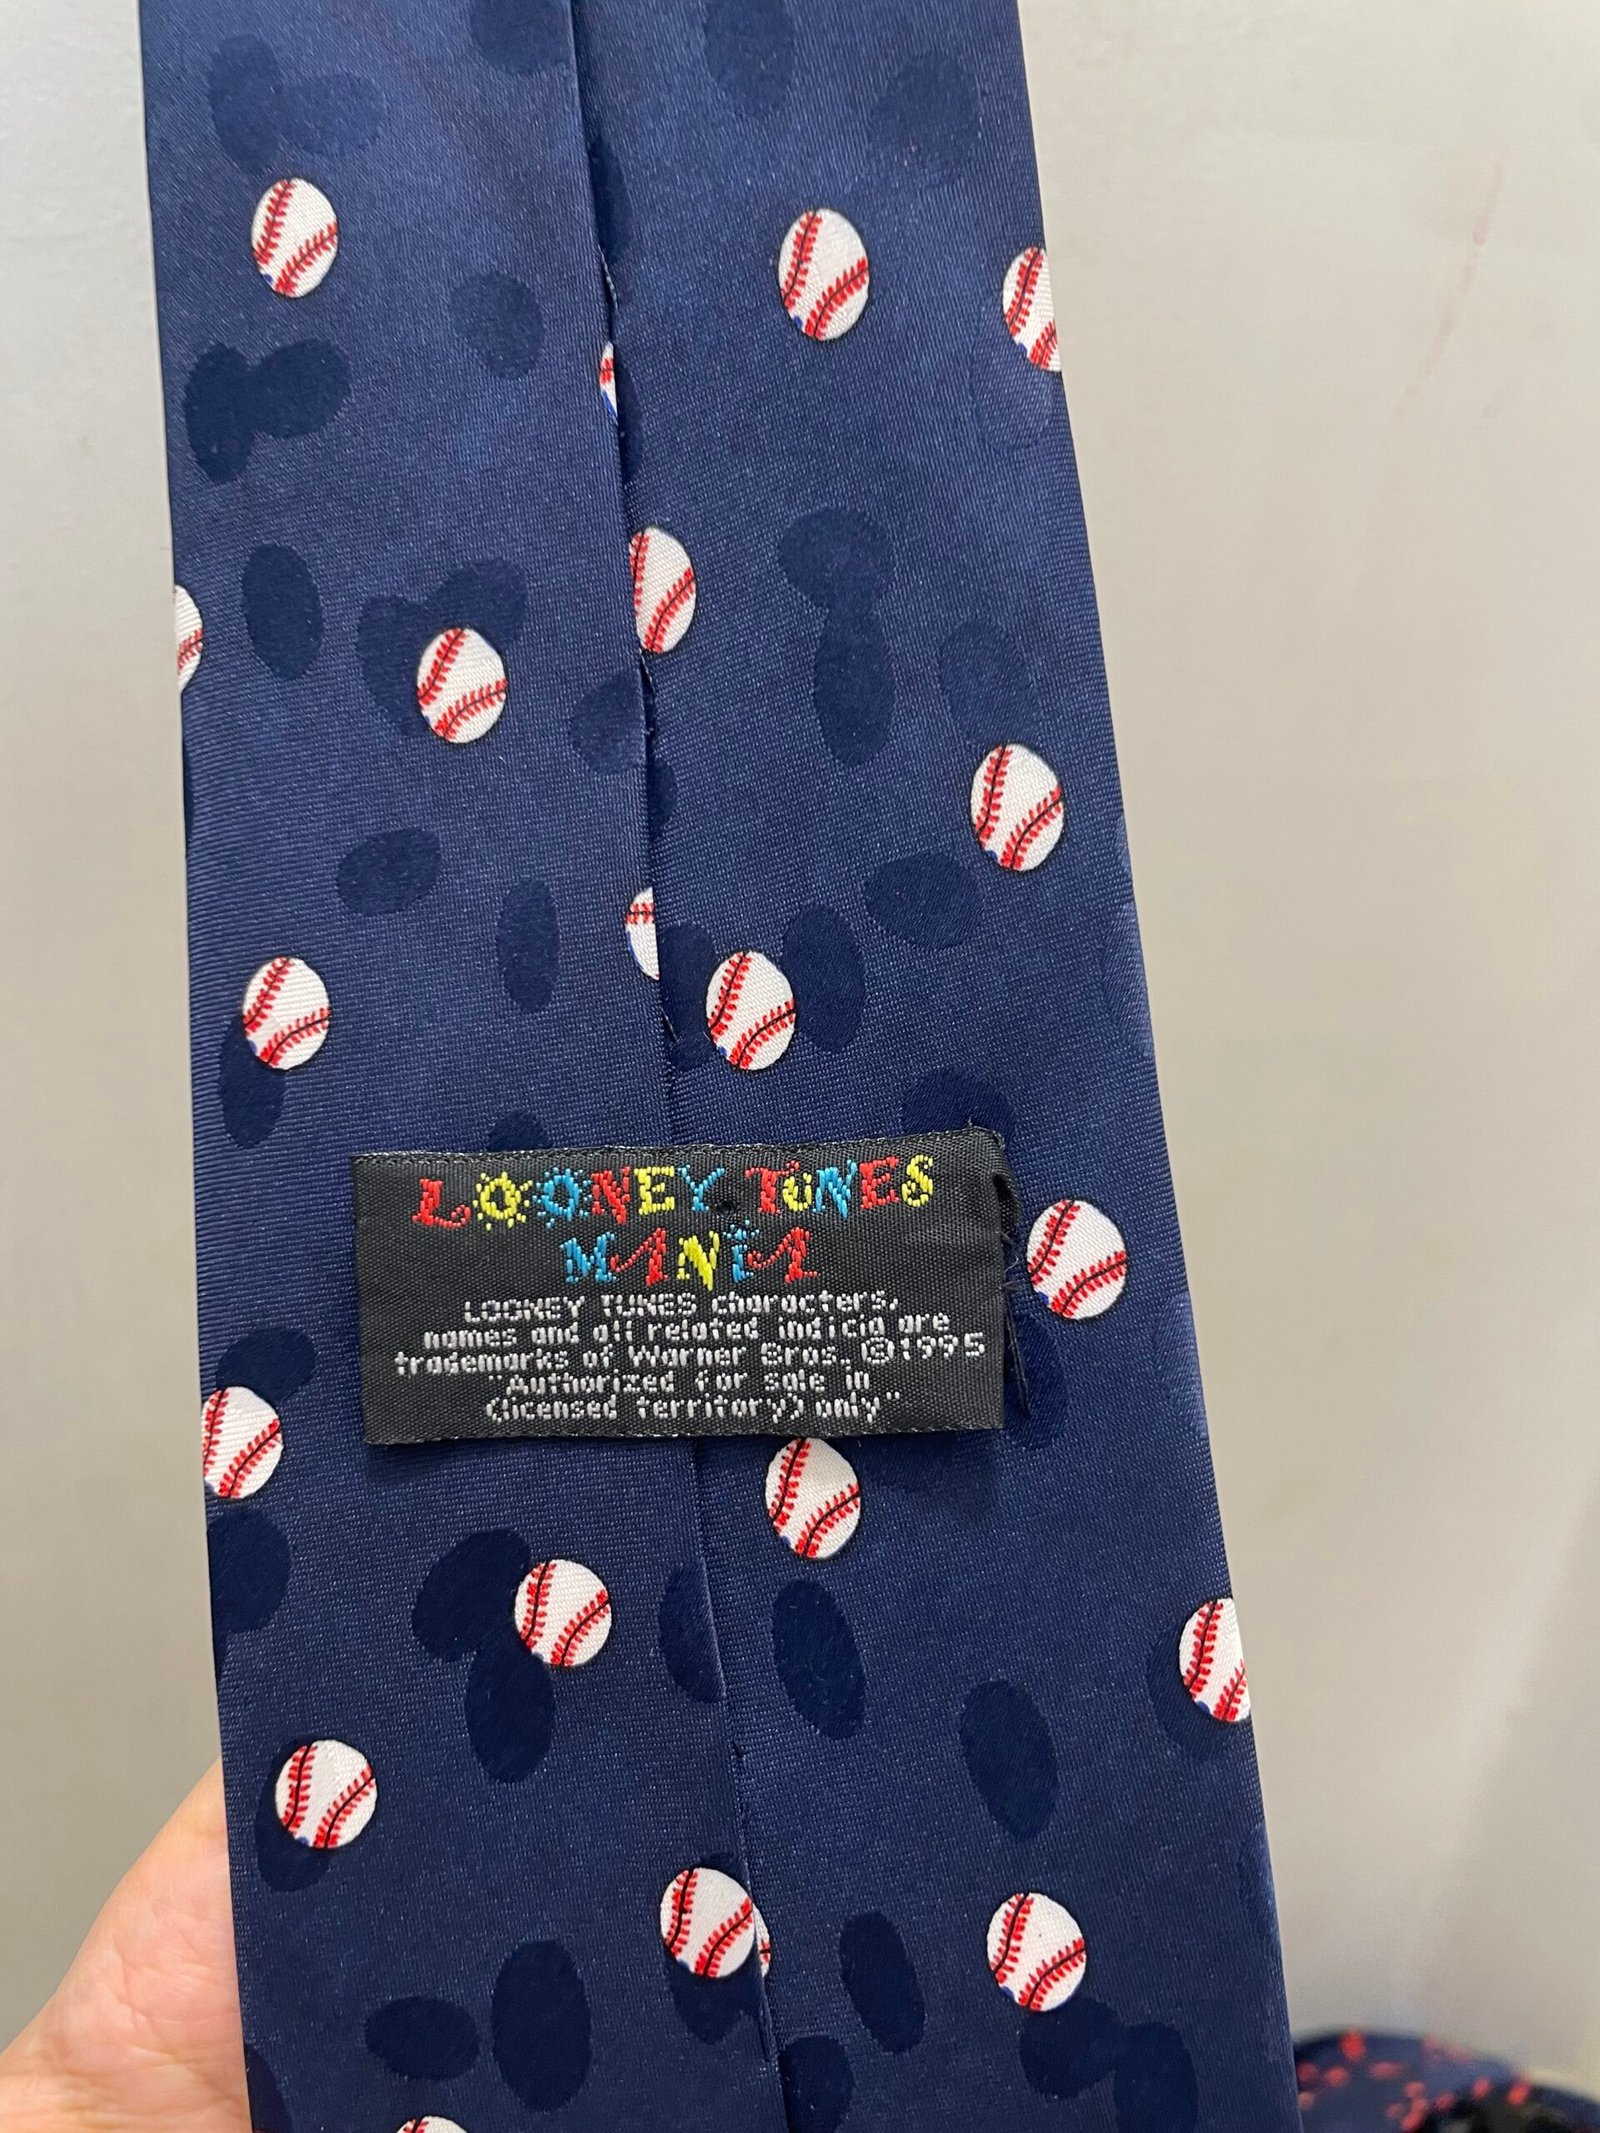 LOONEY TUNES
MANIA
LOONEY TUNES characters,
names and all related indicia are
trademarks of Warner Bros. ©1995
"Authorized for sale in
(licensed territory) only"